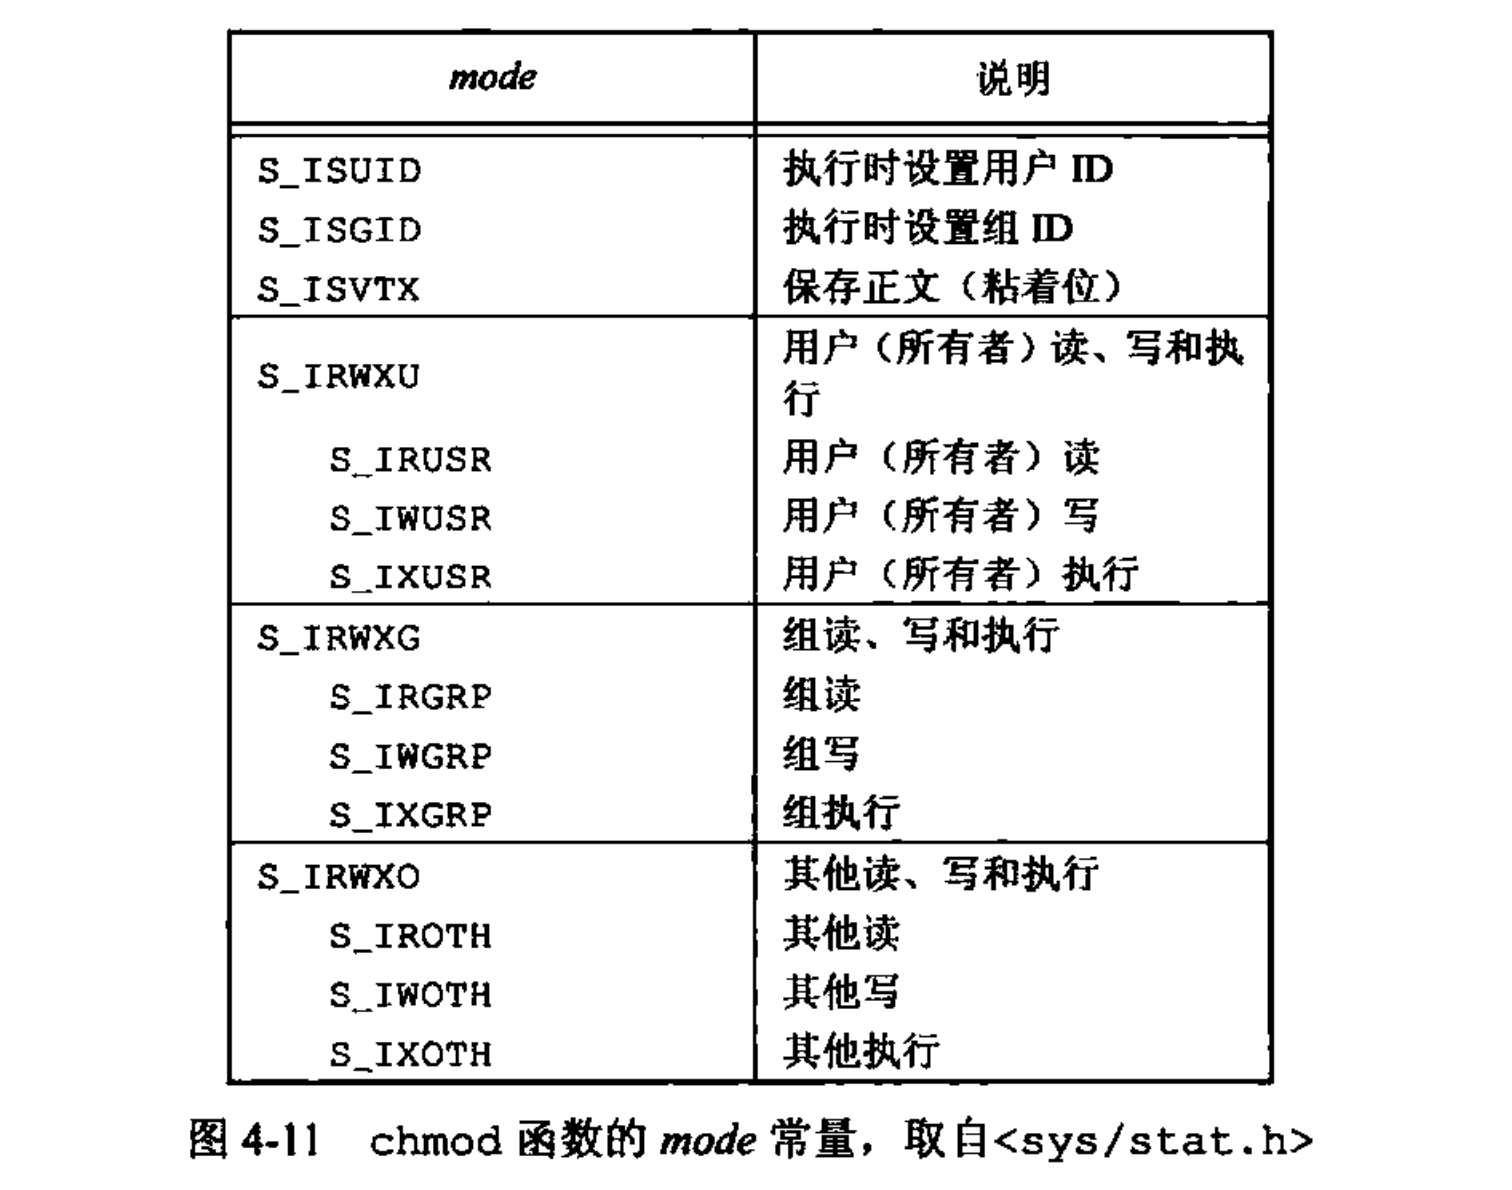 mode 说明
S_ISUID 执行时设置用户 ID
S_ISGID 执行时设置组 ID
S_ISVTX 保存正文（粘着位）
S_IRWXU 用户（所有者）读、写和执
行
S_IRUSR 用户（所有者）读
S_IWUSR 用户（所有者）写
S_IXUSR 用户（所有者）执行
S_IRWXG 组读、写和执行
S_IRGRP 组读
S_IWGRP 组写
S_IXGRP 组执行
S_IRWXO 其他读、写和执行
S_IROTH 其他读
S_IWOTH 其他写
S_IXOTH 其他执行
图 4-11 chmod 函数的 mode 常量，取自<sys/stat.h>